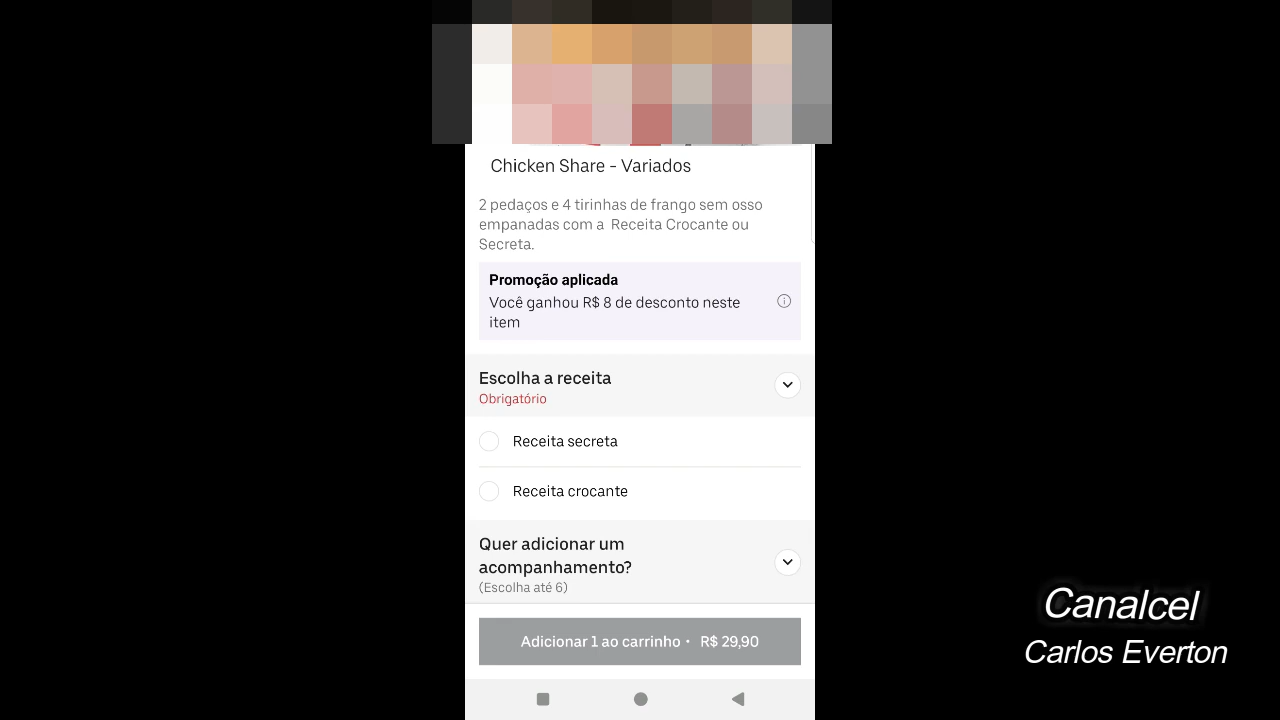 Chicken Share - Variados
2 pedaços e 4 tirinhas de frango sem osso
empanadas com a Receita Crocante ou
Secreta.
Promoção aplicada
Você ganhou R$ 8 de desconto neste
item
Escolha a receita
Obrigatório
Receita secreta
Receita crocante
Quer adicionar um
acompanhamento?
(Escolha até 6)
Adicionar 1 ao carrinho • R$ 29,90
Canalcel
Carlos Everton